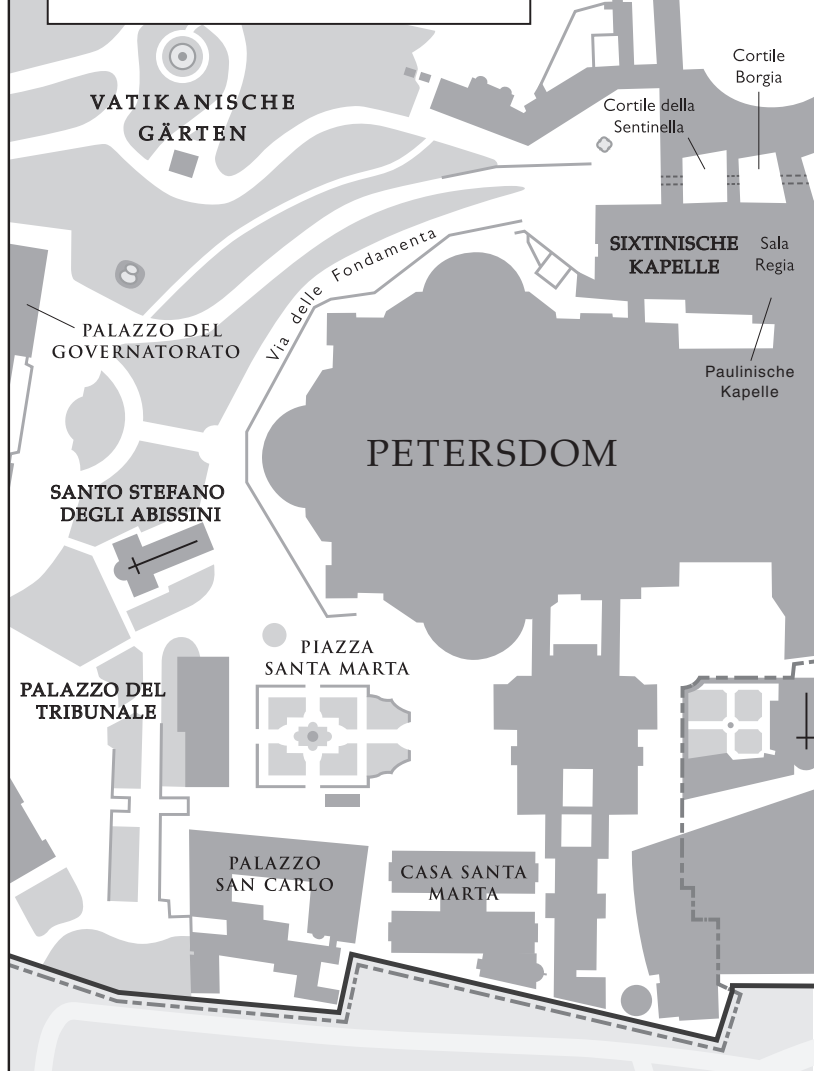 Cortile
Borgia
VATIKANISCHE
GÄRTEN
Cortile della
Sentinella
SIXTINISCHE
KAPELLE
Sala
Regia
Via delle Fondamenta
PALAZZO DEL
GOVERNATORATO
Paulinische
Kapelle
PETERSDOM
SANTO STEFANO
DEGLI ABISSINI
PIAZZA
SANTA MARTA
PALAZZO DEL
TRIBUNALE
PALAZZO
SAN CARLO
CASA SANTA
MARTA